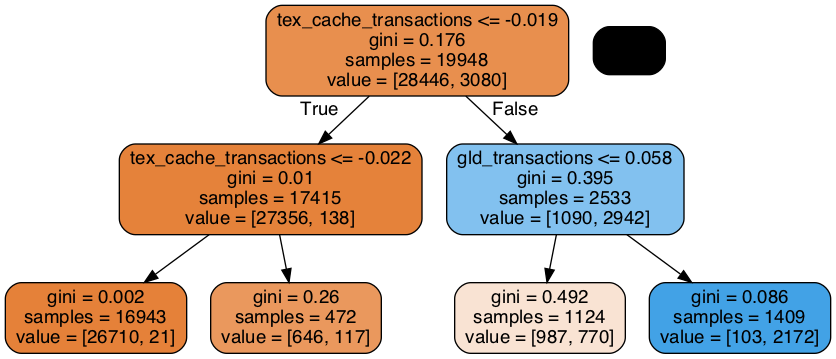 tex_cache_transactions <= -0.019
gini = 0.176
samples = 19948
value = [28446, 3080]
True
False
tex_cache_transactions <= -0.022
gini = 0.01
samples = 17415
value = [27356, 138]
gld_transactions <= 0.058
gini = 0.395
samples = 2533
value = [1090, 2942]
gini = 0.002
samples = 16943
value = [26710, 21]
gini = 0.26
samples = 472
value = [646, 117]
gini = 0.492
samples = 1124
value = [987, 770]
gini = 0.086
samples = 1409
value = [103, 2172]